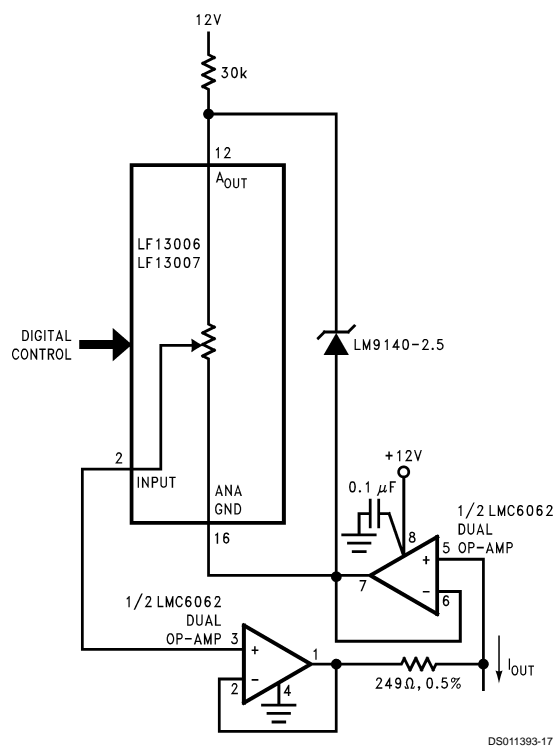 12V
30k
12
A_OUT
LF13006
LF13007
DIGITAL
CONTROL
LM9140-2.5
2
INPUT
ANA
GND
16
+12V
0.1 μF
8
1/2 LMC6062
DUAL
OP-AMP
5
+
−
6
7
1/2 LMC6062
DUAL
OP-AMP
3
+
−
2
1
4
249Ω, 0.5%
I_OUT
DS011393-17